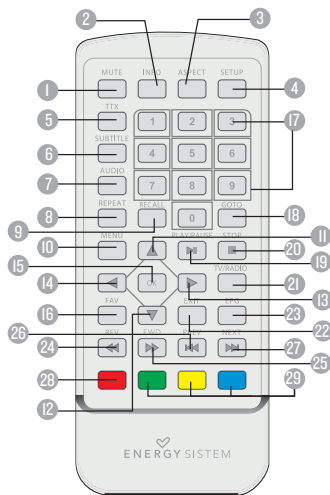 2 3
MUTE INFO ASPECT SETUP
1 4
TTX
5 1 2 3 17
SUBTITLE
6 4 5 6
AUDIO
7 7 8 9
REPEAT RECALL GOTO
9
8 0 18
MENU PLAY/PAUSE STOP
11
10 20
15 19
TV/RADIO
14 OK 21
13
FAV EXIT EPG
16 23
26 22
REV FWD PREV NEXT
24 27
25
12
28 29
ENERGY SISTEM